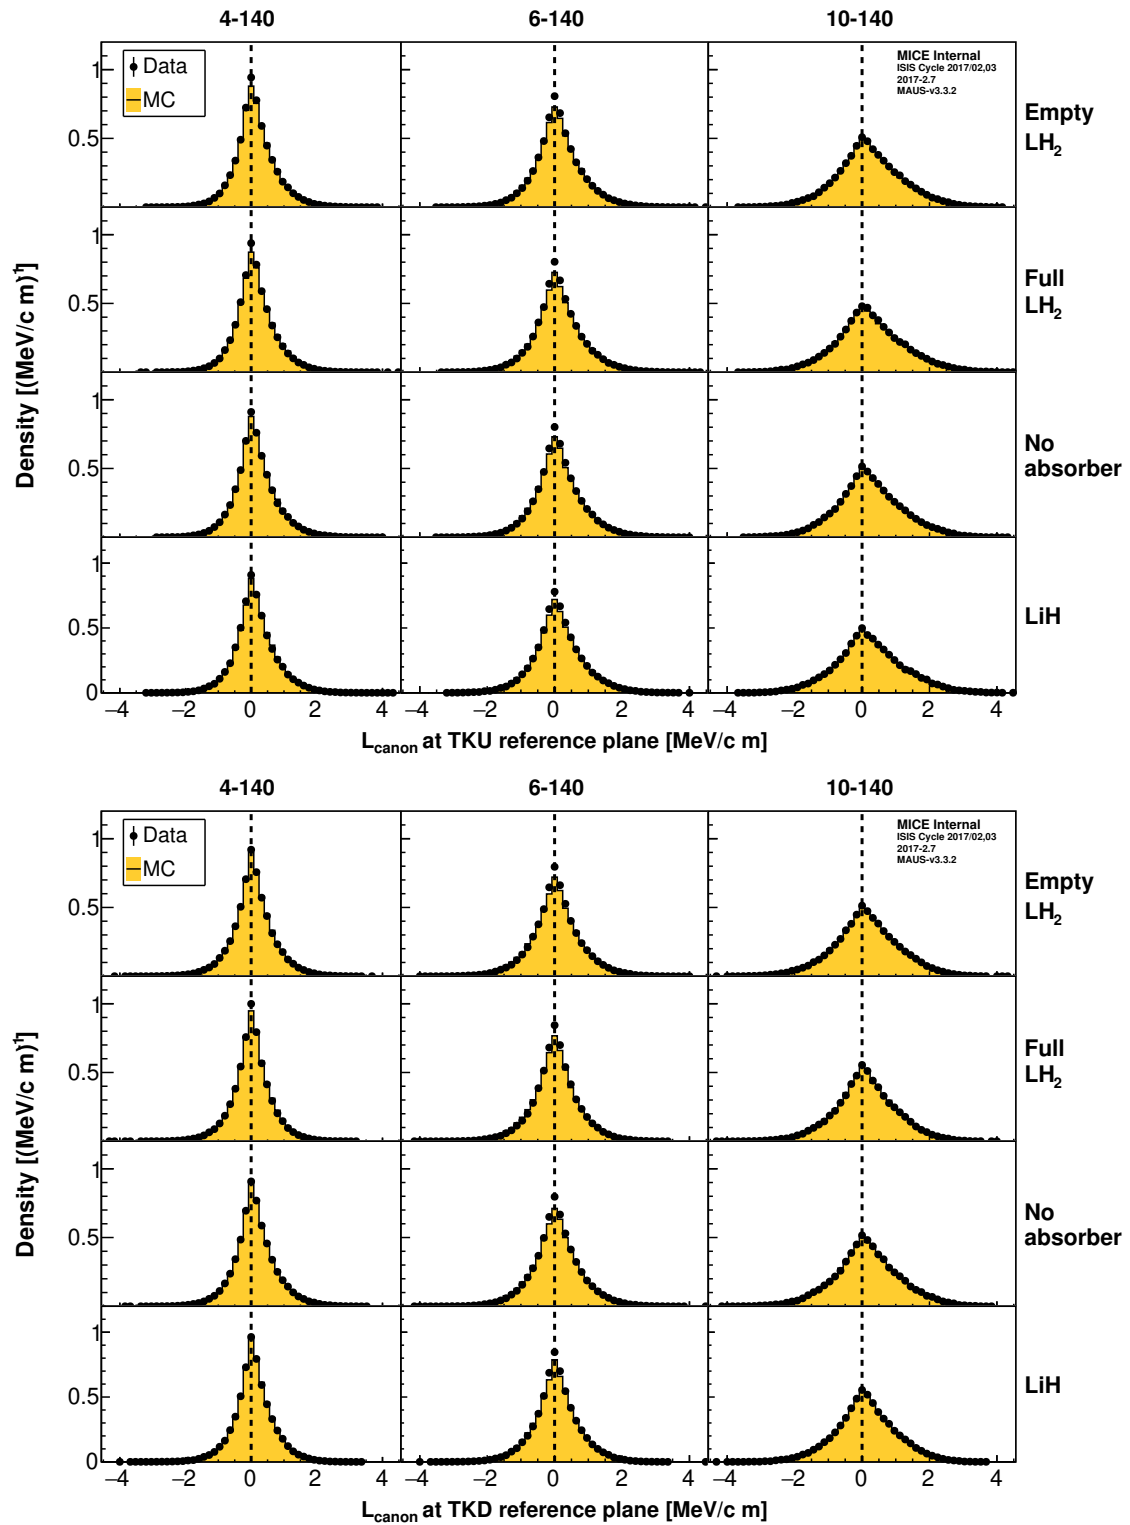 4-140 6-140 10-140
Data
MC
MICE Internal
ISIS Cycle 2017/02,03
2017-2.7
MAUS-v3.3.2
1
0.5
Empty
LH2
1
0.5
Full
LH2
1
0.5
No
absorber
1
0.5
0
LiH
Density [(MeV/c m)-1]
−4 −2 0 2 4 −4 −2 0 2 4 −4 −2 0 2 4
Lcanon at TKU reference plane [MeV/c m]
4-140 6-140 10-140
Data
MC
MICE Internal
ISIS Cycle 2017/02,03
2017-2.7
MAUS-v3.3.2
1
0.5
Empty
LH2
1
0.5
Full
LH2
1
0.5
No
absorber
1
0.5
0
LiH
Density [(MeV/c m)-1]
−4 −2 0 2 4 −4 −2 0 2 4 −4 −2 0 2 4
Lcanon at TKD reference plane [MeV/c m]